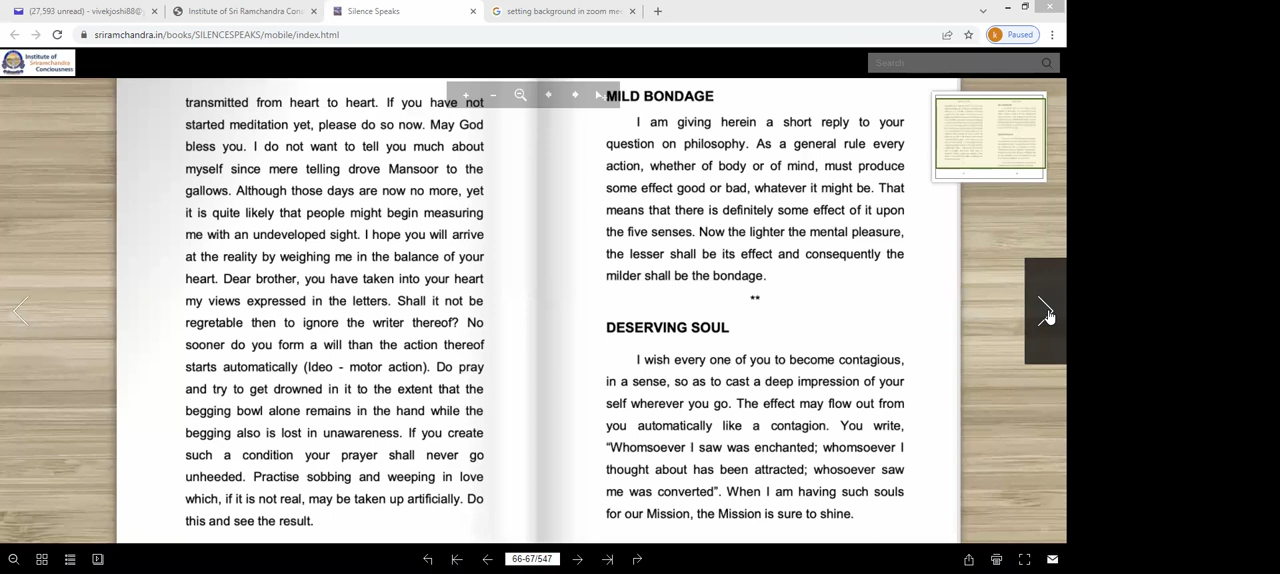 (27,593 unread) - vivekjoshi88@
Institute of Sri Ramchandra Conc
Silence Speaks
setting background in zoom mee
sriramchandra.in/books/SILENCESPEAKS/mobile/index.html
k
Paused
Institute of
Sriramchandra
Conciousness
Search
transmitted from heart to heart. If you have not
started meditation yet, please do so now. May God
bless you. I do not want to tell you much about
myself since mere telling drove Mansoor to the
gallows. Although those days are now no more, yet
it is quite likely that people might begin measuring
me with an undeveloped sight. I hope you will arrive
at the reality by weighing me in the balance of your
heart. Dear brother, you have taken into your heart
my views expressed in the letters. Shall it not be
regretable then to ignore the writer thereof? No
sooner do you form a will than the action thereof
starts automatically (Ideo - motor action). Do pray
and try to get drowned in it to the extent that the
begging bowl alone remains in the hand while the
begging also is lost in unawareness. If you create
such a condition your prayer shall never go
unheeded. Practise sobbing and weeping in love
which, if it is not real, may be taken up artificially. Do
this and see the result.
MILD BONDAGE
I am giving herein a short reply to your
question on philosophy. As a general rule every
action, whether of body or of mind, must produce
some effect good or bad, whatever it might be. That
means that there is definitely some effect of it upon
the five senses. Now the lighter the mental pleasure,
the lesser shall be its effect and consequently the
milder shall be the bondage.
**
DESERVING SOUL
I wish every one of you to become contagious,
in a sense, so as to cast a deep impression of your
self wherever you go. The effect may flow out from
you automatically like a contagion. You write,
“Whomsoever I saw was enchanted; whomsoever I
thought about has been attracted; whosoever saw
me was converted”. When I am having such souls
for our Mission, the Mission is sure to shine.
66-67/547